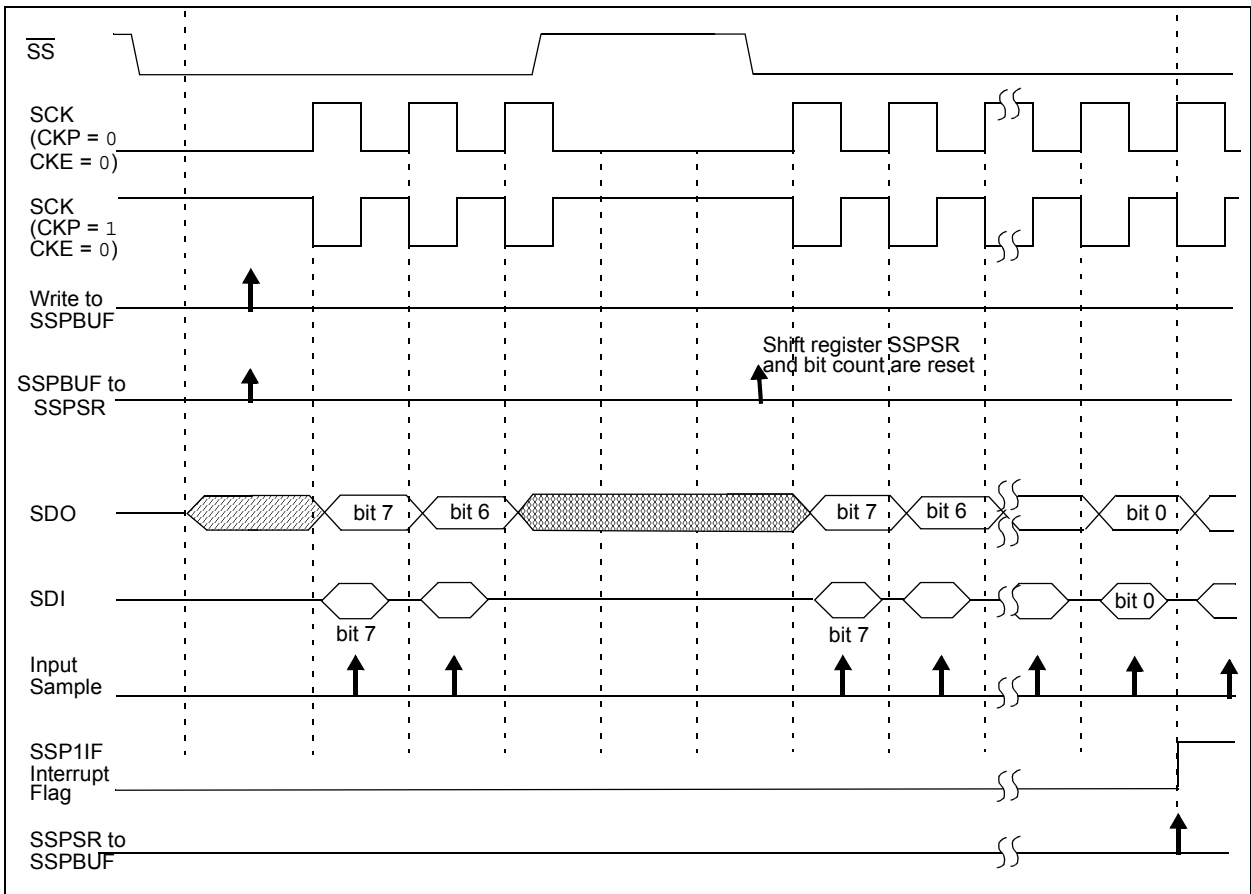 SS
SCK
(CKP = 0
CKE = 0)
SCK
(CKP = 1
CKE = 0)
Write to
SSPBUF
Shift register SSPSR
and bit count are reset
SSPBUF to
SSPSR
SDO
bit 7
bit 6
bit 7
bit 6
bit 0
SDI
bit 0
bit 7
bit 7
Input
Sample
SSP1IF
Interrupt
Flag
SSPSR to
SSPBUF